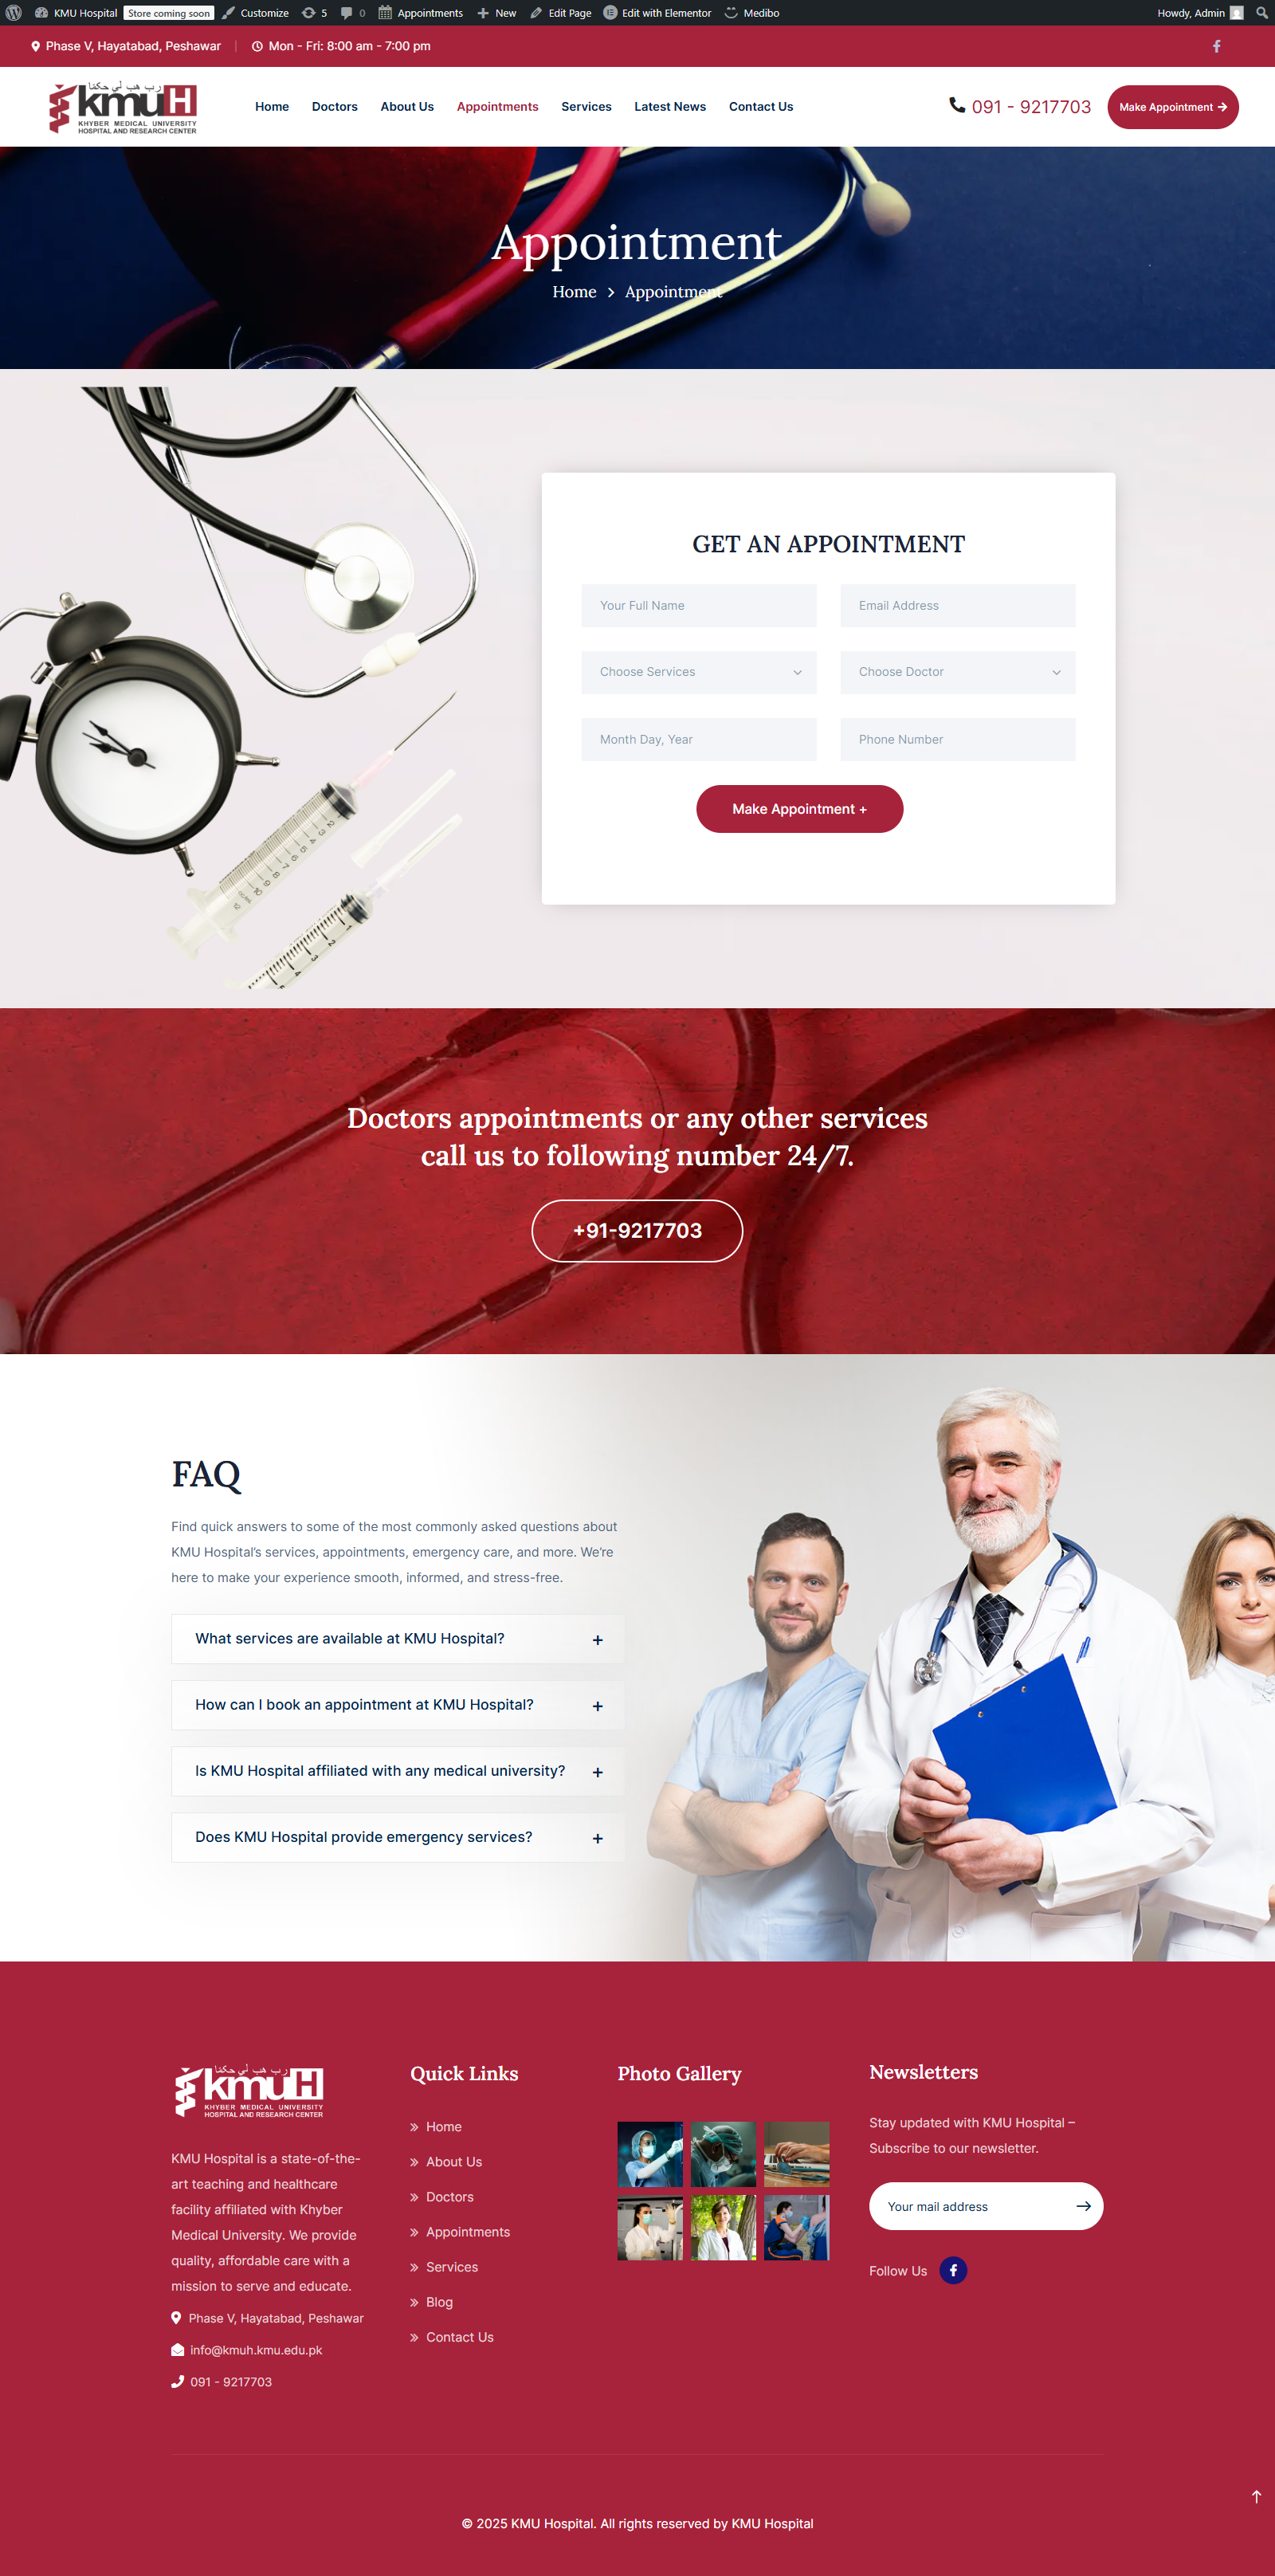 KMU Hospital Store coming soon Customize 5 0 Appointments New Edit Page Edit with Elementor Medibo Howdy, Admin
Phase V, Hayatabad, Peshawar Mon - Fri: 8:00 am - 7:00 pm
رب هب لي حكما
kmuH
KHYBER MEDICAL UNIVERSITY
HOSPITAL AND RESEARCH CENTER
Home Doctors About Us Appointments Services Latest News Contact Us
091 - 9217703
Make Appointment
Appointment
Home > Appointment
GET AN APPOINTMENT
Your Full Name Email Address
Choose Services Choose Doctor
Month Day, Year Phone Number
Make Appointment +
Doctors appointments or any other services
call us to following number 24/7.
+91-9217703
FAQ
Find quick answers to some of the most commonly asked questions about
KMU Hospital’s services, appointments, emergency care, and more. We’re
here to make your experience smooth, informed, and stress-free.
What services are available at KMU Hospital? +
How can I book an appointment at KMU Hospital? +
Is KMU Hospital affiliated with any medical university? +
Does KMU Hospital provide emergency services? +
رب هب لي حكما
kmuH
KHYBER MEDICAL UNIVERSITY
HOSPITAL AND RESEARCH CENTER
KMU Hospital is a state-of-the-
art teaching and healthcare
facility affiliated with Khyber
Medical University. We provide
quality, affordable care with a
mission to serve and educate.
Phase V, Hayatabad, Peshawar
info@kmuh.kmu.edu.pk
091 - 9217703
Quick Links
Home
About Us
Doctors
Appointments
Services
Blog
Contact Us
Photo Gallery
Newsletters
Stay updated with KMU Hospital –
Subscribe to our newsletter.
Your mail address
Follow Us
© 2025 KMU Hospital. All rights reserved by KMU Hospital